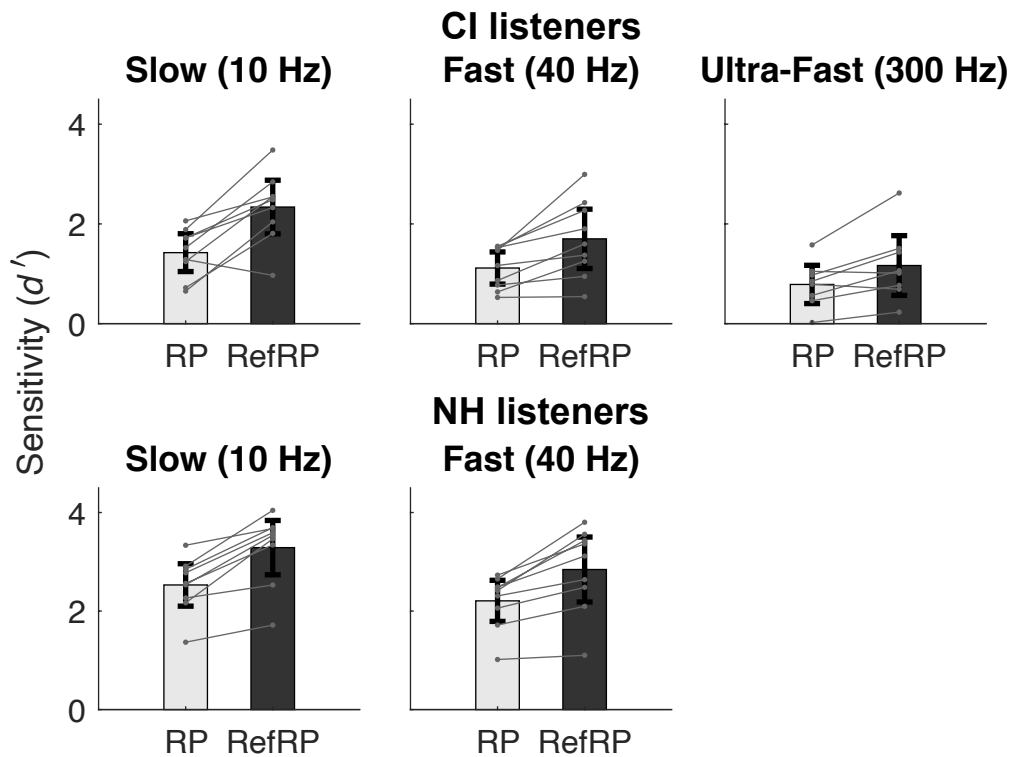 CI listeners
Slow (10 Hz) Fast (40 Hz) Ultra-Fast (300 Hz)
4
2
0
RP RefRP RP RefRP RP RefRP
Sensitivity (d′)
NH listeners
Slow (10 Hz) Fast (40 Hz)
4
2
0
RP RefRP RP RefRP